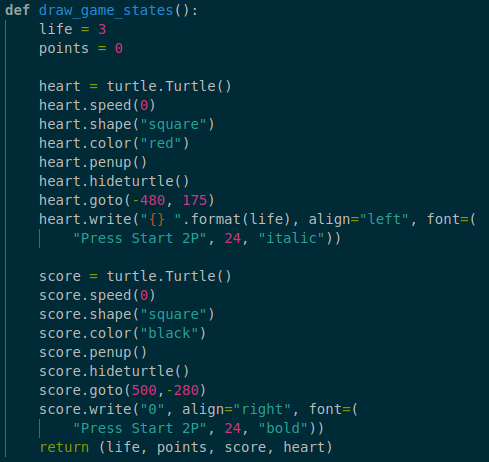 def draw_game_states():
    life = 3
    points = 0

    heart = turtle.Turtle()
    heart.speed(0)
    heart.shape("square")
    heart.color("red")
    heart.penup()
    heart.hideturtle()
    heart.goto(-480, 175)
    heart.write("{} ".format(life), align="left", font=(
        "Press Start 2P", 24, "italic"))

    score = turtle.Turtle()
    score.speed(0)
    score.shape("square")
    score.color("black")
    score.penup()
    score.hideturtle()
    score.goto(500,-280)
    score.write("0", align="right", font=(
        "Press Start 2P", 24, "bold"))
    return (life, points, score, heart)